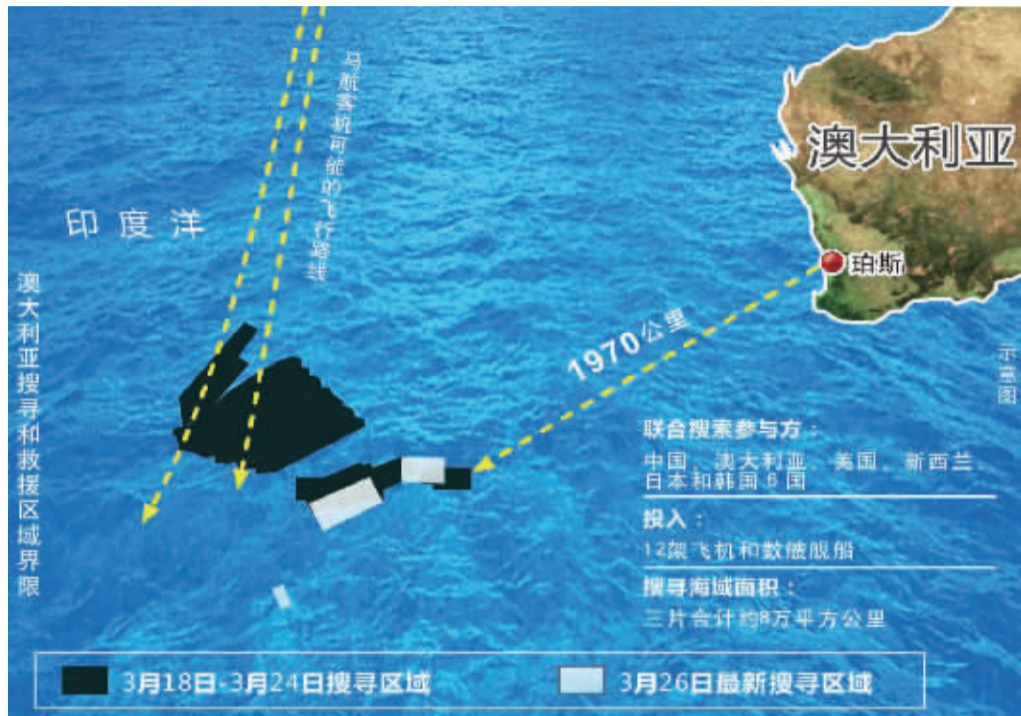 马航客机可能的飞行路线
澳大利亚
印度洋
珀斯
澳大利亚搜寻和救援区域界限
1970公里
示意图
联合搜索参与方：
中国、澳大利亚、美国、新西兰、
日本和韩国6国
投入：
12架飞机和数艘舰船
搜寻海域面积：
三片合计约8万平方公里
3月18日-3月24日搜寻区域
3月26日最新搜寻区域